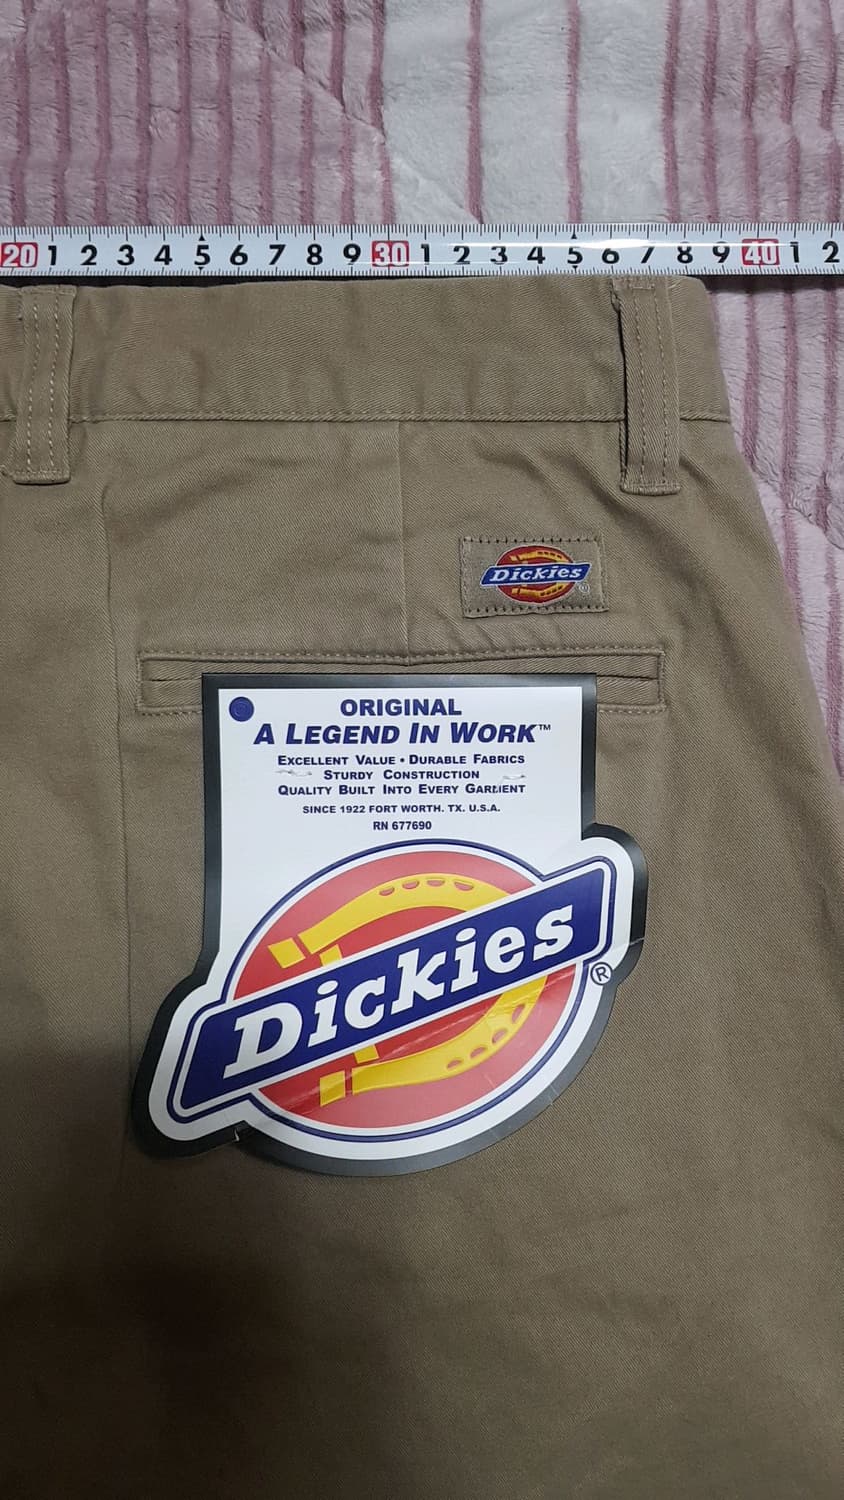 20 1 2 3 4 5 6 7 8 9 30 1 2 3 4 5 6 7 8 9 40 1 2
Dickies
®
ORIGINAL
A LEGEND IN WORK™
EXCELLENT VALUE • DURABLE FABRICS
STURDY CONSTRUCTION
QUALITY BUILT INTO EVERY GARMENT
SINCE 1922 FORT WORTH. TX. U.S.A.
RN 677690
Dickies
®